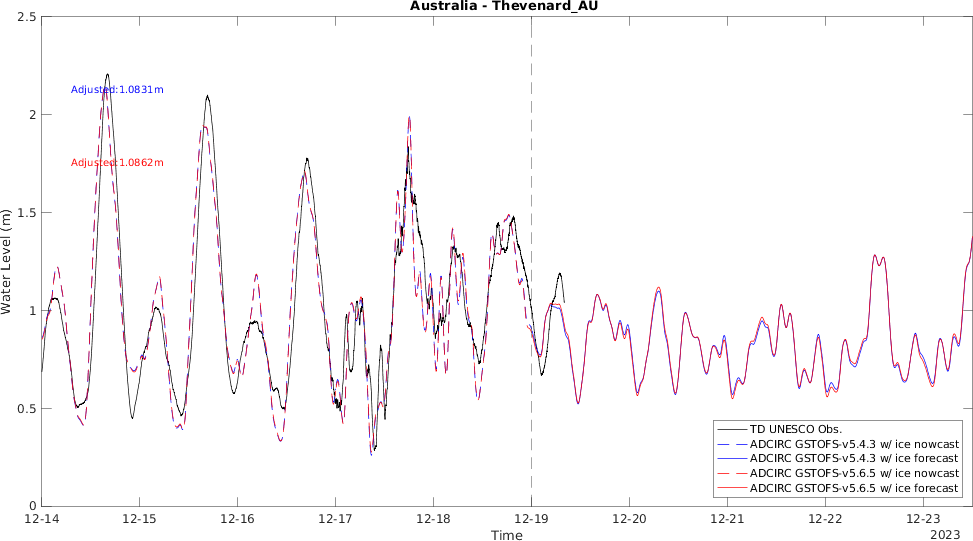 Australia - Thevenard_AU
2.5
2
1.5
1
0.5
0
Water Level (m)
Adjusted:1.0831m
Adjusted:1.0862m
TD UNESCO Obs.
ADCIRC GSTOFS-v5.4.3 w/ ice nowcast
ADCIRC GSTOFS-v5.4.3 w/ ice forecast
ADCIRC GSTOFS-v5.6.5 w/ ice nowcast
ADCIRC GSTOFS-v5.6.5 w/ ice forecast
12-14 12-15 12-16 12-17 12-18 12-19 12-20 12-21 12-22 12-23
Time
2023